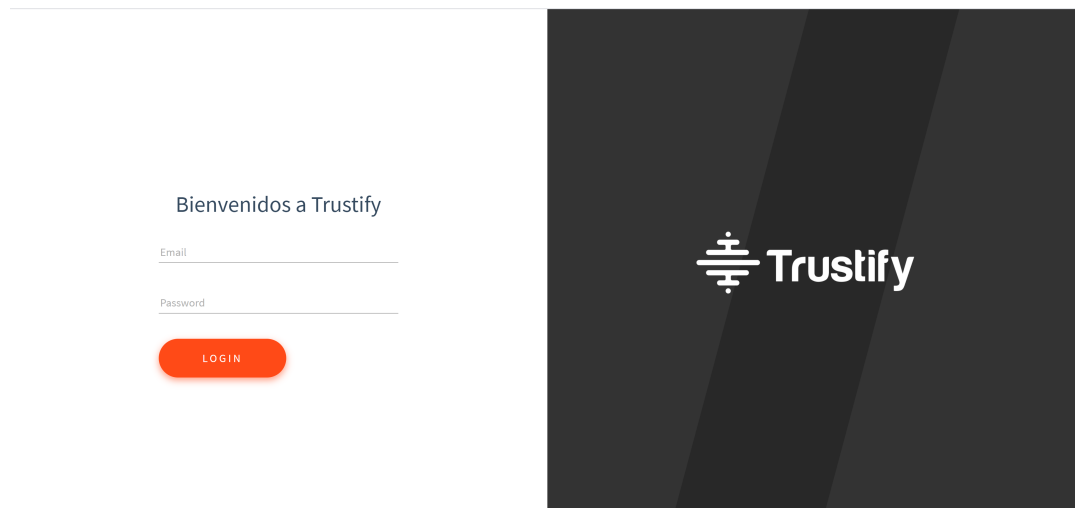 Bienvenidos a Trustify
Email
Password
LOGIN
Trustify